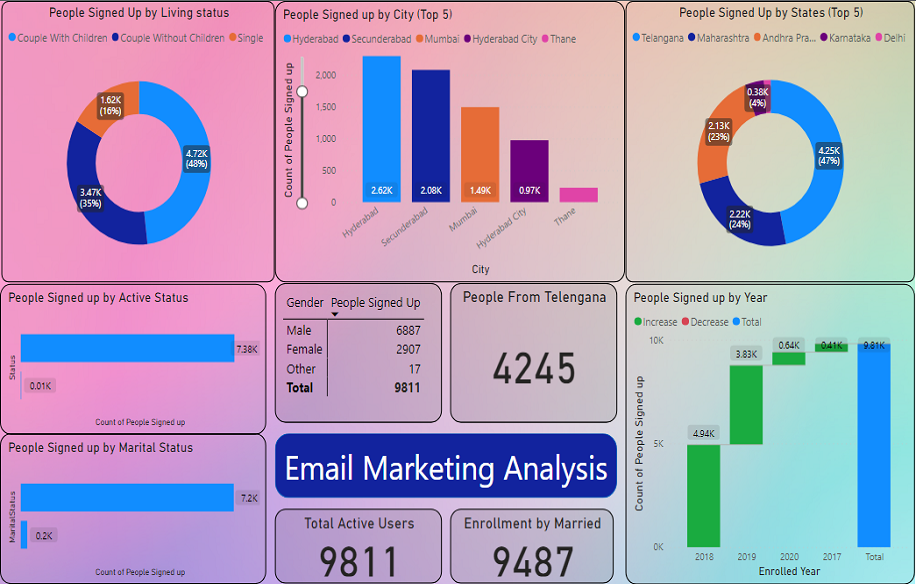 People Signed Up by Living status
Couple With Children Couple Without Children Single
1.62K
(16%)
4.72K
(48%)
3.47K
(35%)
People Signed up by City (Top 5)
Hyderabad Secunderabad Mumbai Hyderabad City Thane
Count of People Signed up
2,000
1,500
1,000
500
0
2.62K 2.08K 1.49K 0.97K
Hyderabad Secunderabad Mumbai Hyderabad City Thane
City
People Signed Up by States (Top 5)
Telangana Maharashtra Andhra Pra... Karnataka Delhi
0.38K
(4%)
2.13K
(23%)
4.25K
(47%)
2.22K
(24%)
People Signed up by Active Status
Status
7.38K
0.01K
Count of People Signed up
Gender People Signed Up
Male 6887
Female 2907
Other 17
Total 9811
People From Telengana
4245
People Signed up by Year
Increase Decrease Total
Count of People Signed up
10K
5K
0K
4.94K
3.83K
0.64K
0.41K
9.81K
2018 2019 2020 2017 Total
Enrolled Year
People Signed up by Marital Status
MaritalStatus
7.2K
0.2K
Count of People Signed up
Email Marketing Analysis
Total Active Users
9811
Enrollment by Married
9487